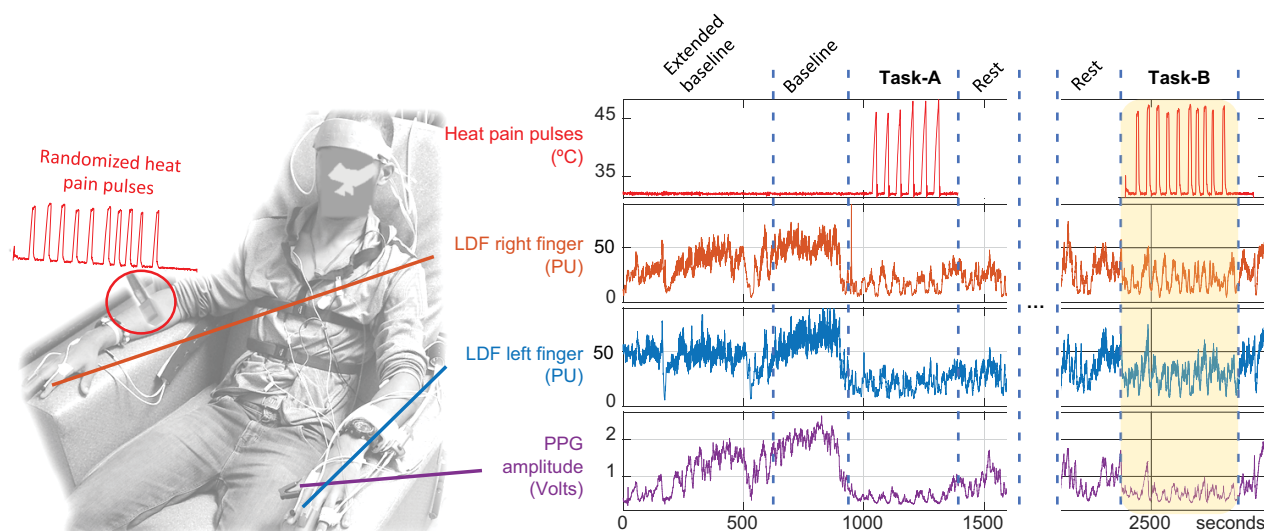 Extended
baseline
Baseline
Task-A
Rest
Rest
Task-B
Randomized heat
pain pulses
Heat pain pulses
(ºC)
45
35
LDF right finger
(PU)
50
0
...
LDF left finger
(PU)
50
0
PPG
amplitude
(Volts)
2
1
0 500 1000 1500 2500 seconds